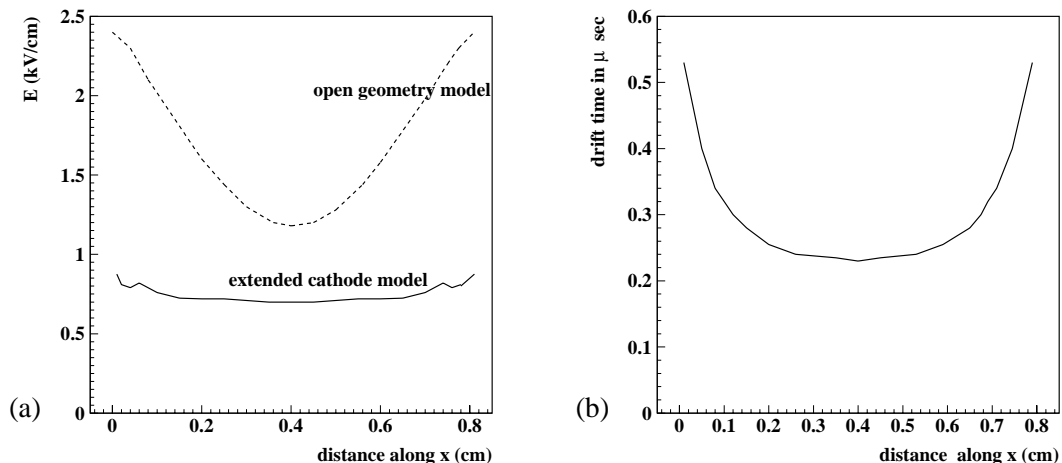 (a)
E (kV/cm)
2.5
2
1.5
1
0.5
0
open geometry model
extended cathode model
0 0.2 0.4 0.6 0.8
distance along x (cm)
(b)
drift time in μ sec
0.6
0.5
0.4
0.3
0.2
0.1
0
0 0.1 0.2 0.3 0.4 0.5 0.6 0.7 0.8
distance along x (cm)